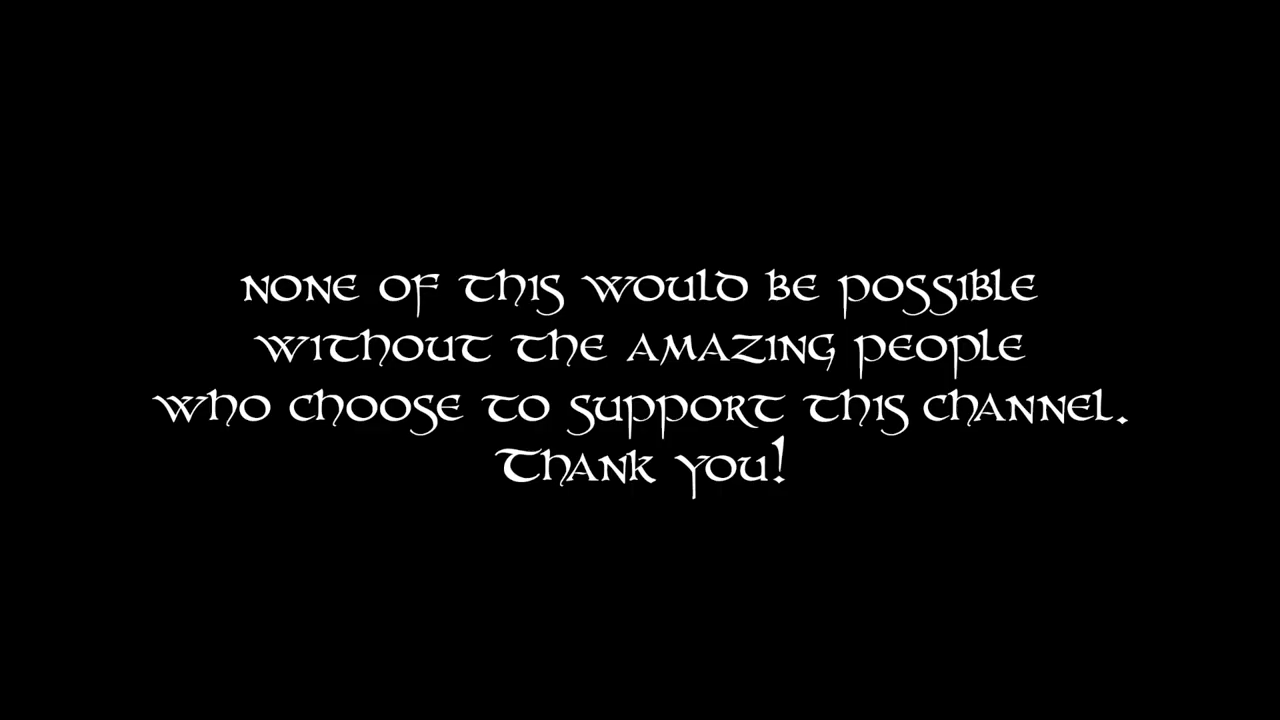 None of this would be possible
without the amazing people
who choose to support this channel.
Thank you!